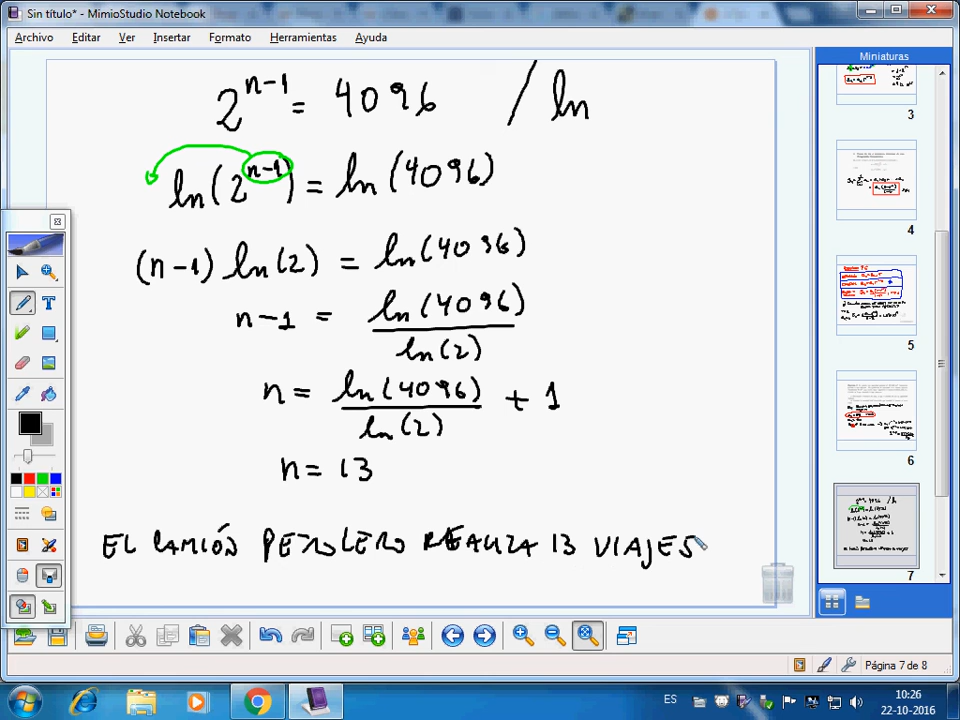 Sin título* - MimioStudio Notebook
Archivo Editar Ver Insertar Formato Herramientas Ayuda
Miniaturas
2^{n-1} = 4096 / ln
ln(2^{n-1}) = ln(4096)
(n-1) ln(2) = ln(4096)
n-1 = ln(4096) / ln(2)
n = ln(4096) / ln(2) + 1
n = 13
EL CAMIÓN PETROLERO REALIZA 13 VIAJES
3
4
5
6
7
Página 7 de 8
ES
10:26
22-10-2016